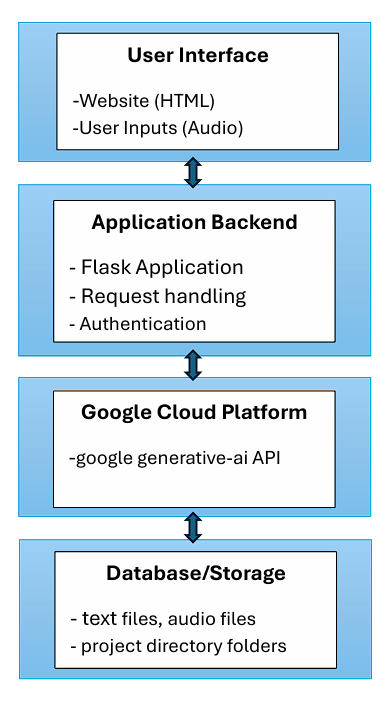 User Interface
-Website (HTML)
-User Inputs (Audio)
Application Backend
- Flask Application
- Request handling
- Authentication
Google Cloud Platform
-google generative-ai API
Database/Storage
- text files, audio files
- project directory folders